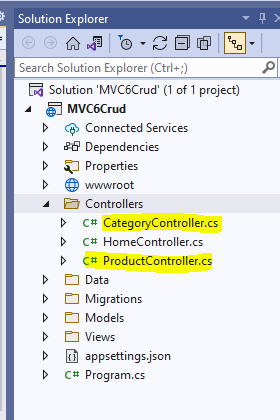 Solution Explorer
Search Solution Explorer (Ctrl+;)
Solution 'MVC6Crud' (1 of 1 project)
MVC6Crud
Connected Services
Dependencies
Properties
wwwroot
Controllers
C# CategoryController.cs
C# HomeController.cs
C# ProductController.cs
Data
Migrations
Models
Views
appsettings.json
C# Program.cs